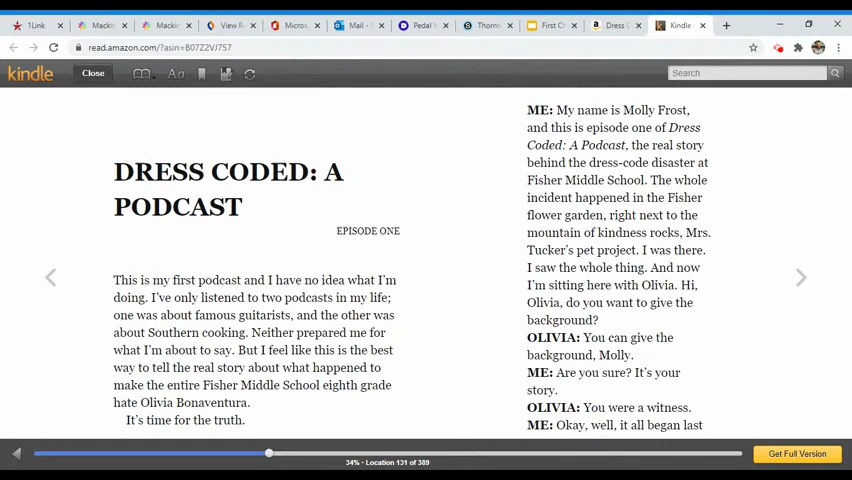 1Link
Mackin
Mackin
View Re
Micros
Mail -
Pedal Y
Thornt
First Ch
Dress C
Kindle
read.amazon.com/?asin=B07Z2VJ757
kindle
Close
Aa
Search
DRESS CODED: A
PODCAST
EPISODE ONE
This is my first podcast and I have no idea what I'm
doing. I've only listened to two podcasts in my life;
one was about famous guitarists, and the other was
about Southern cooking. Neither prepared me for
what I'm about to say. But I feel like this is the best
way to tell the real story about what happened to
make the entire Fisher Middle School eighth grade
hate Olivia Bonaventura.
It's time for the truth.
ME: My name is Molly Frost,
and this is episode one of Dress
Coded: A Podcast, the real story
behind the dress-code disaster at
Fisher Middle School. The whole
incident happened in the Fisher
flower garden, right next to the
mountain of kindness rocks, Mrs.
Tucker's pet project. I was there.
I saw the whole thing. And now
I'm sitting here with Olivia. Hi,
Olivia, do you want to give the
background?
OLIVIA: You can give the
background, Molly.
ME: Are you sure? It's your
story.
OLIVIA: You were a witness.
ME: Okay, well, it all began last
34% • Location 131 of 389
Get Full Version